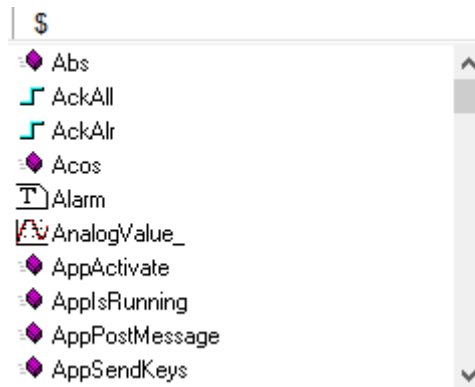 $
Abs
AckAll
AckAlr
Acos
Alarm
AnalogValue_
AppActivate
AppIsRunning
AppPostMessage
AppSendKeys